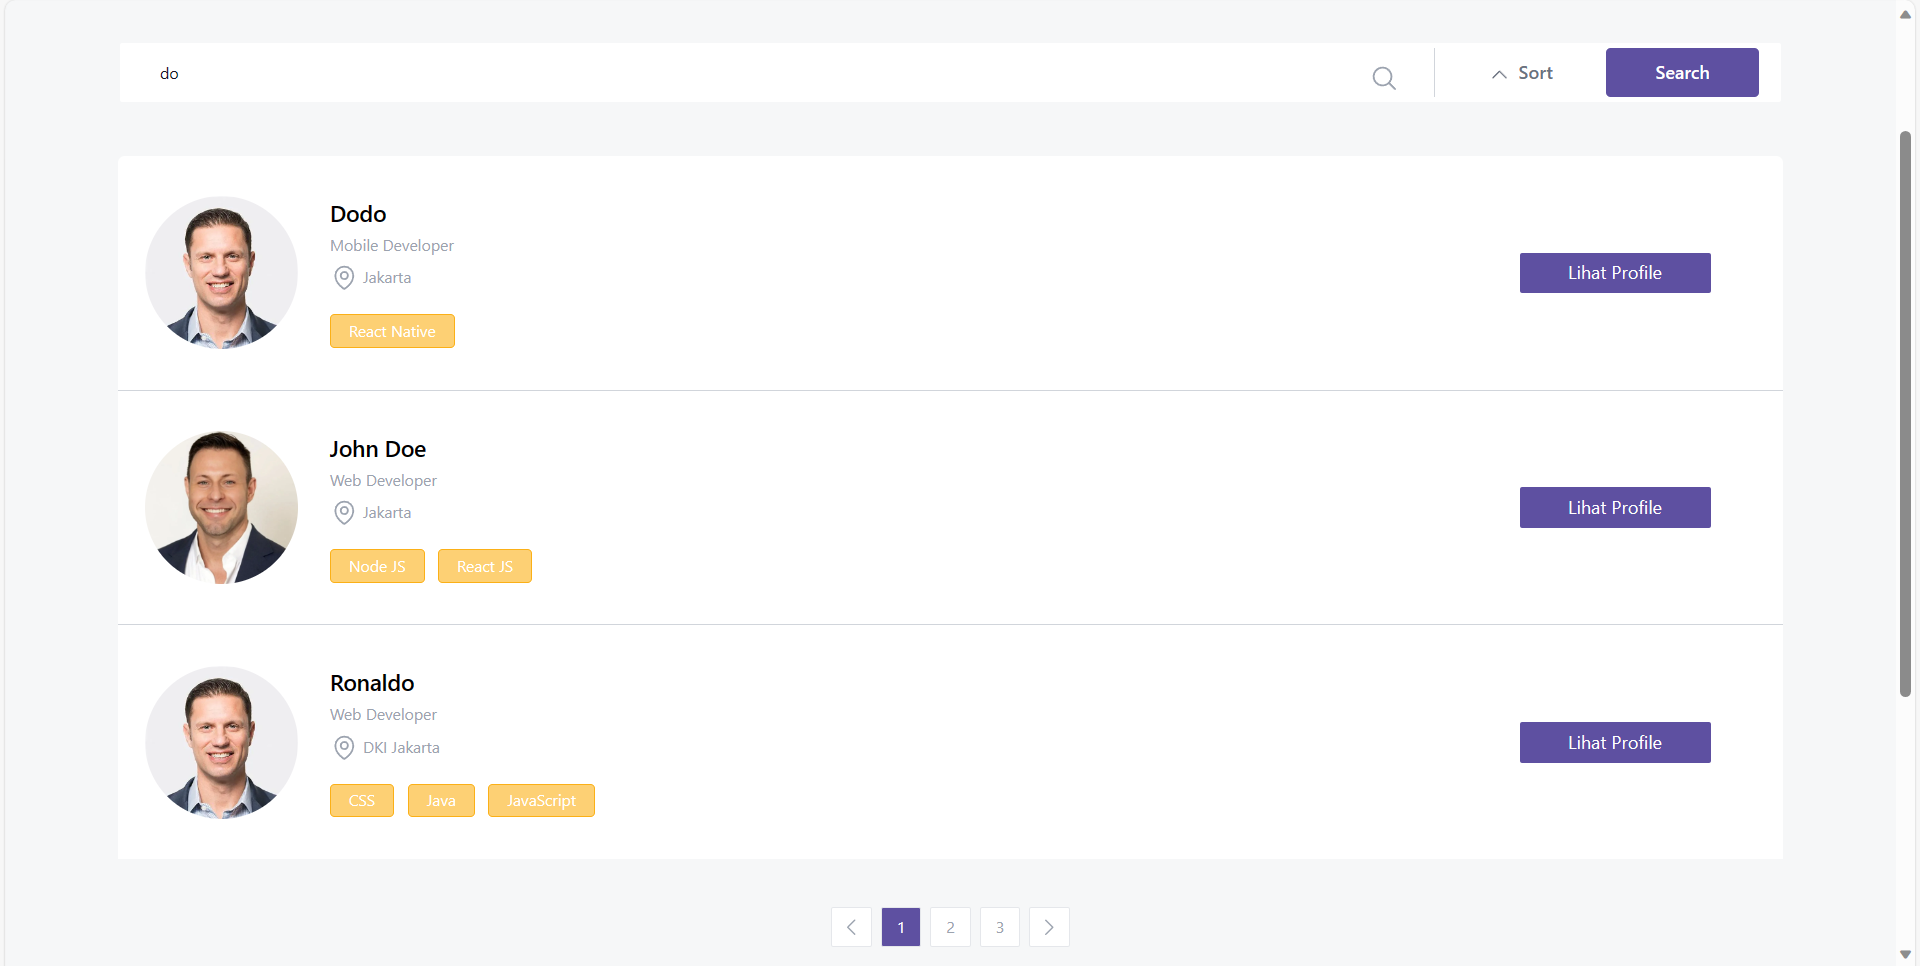 do
Sort
Search
Dodo
Mobile Developer
Jakarta
React Native
Lihat Profile
John Doe
Web Developer
Jakarta
Node JS React JS
Lihat Profile
Ronaldo
Web Developer
DKI Jakarta
CSS Java JavaScript
Lihat Profile
1 2 3